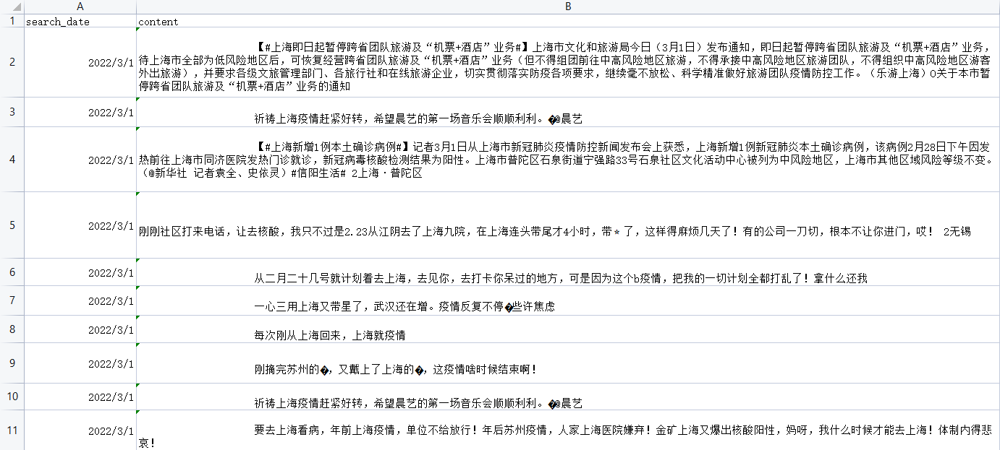 A B
1 search_date content
2 2022/3/1 【#上海即日起暂停跨省团队旅游及“机票+酒店”业务#】上海市文化和旅游局今日（3月1日）发布通知，即日起暂停跨省团队旅游及“机票+酒店”业务，
待上海市全部为低风险地区后，可恢复经营跨省团队旅游及“机票+酒店”业务（但不得组团前往中高风险地区旅游，不得承接中高风险地区旅游团队，不得组织中高风险地区游客
外出旅游），并要求各级文旅管理部门、各旅行社和在线旅游企业，切实贯彻落实防疫各项要求，继续毫不放松、科学精准做好旅游团队疫情防控工作。（乐游上海）O关于本市暂
停跨省团队旅游及“机票+酒店”业务的通知
3 2022/3/1 祈祷上海疫情赶紧好转，希望晨艺的第一场音乐会顺顺利利。�@晨艺
4 2022/3/1 【#上海新增1例本土确诊病例#】记者3月1日从上海市新冠肺炎疫情防控新闻发布会上获悉，上海新增1例新冠肺炎本土确诊病例，该病例2月28日下午因发
热前往上海市同济医院发热门诊就诊，新冠病毒核酸检测结果为阳性。上海市普陀区石泉街道宁强路33号石泉社区文化活动中心被列为中风险地区，上海市其他区域风险等级不变。
（@新华社 记者袁全、史依灵）#信阳生活# 2上海·普陀区
5 2022/3/1 刚刚社区打来电话，让去核酸，我只不过是2.23从江阴去了上海九院，在上海连头带尾才4小时，带⭐了，这样得麻烦几天了！有的公司一刀切，根本不让你进门，哎！ 2无锡
6 2022/3/1 从二月二十几号就计划着去上海，去见你，去打卡你呆过的地方，可是因为这个b疫情，把我的一切计划全都打乱了！拿什么还我
7 2022/3/1 一心三用上海又带星了，武汉还在增。疫情反复不停�些许焦虑
8 2022/3/1 每次刚从上海回来，上海就疫情
9 2022/3/1 刚摘完苏州的�，又戴上了上海的�，这疫情啥时候结束啊！
10 2022/3/1 祈祷上海疫情赶紧好转，希望晨艺的第一场音乐会顺顺利利。�@晨艺
11 2022/3/1 要去上海看病，年前上海疫情，单位不给放行！年后苏州疫情，人家上海医院嫌弃！金矿上海又爆出核酸阳性，妈呀，我什么时候才能去上海！体制内得悲
哀！